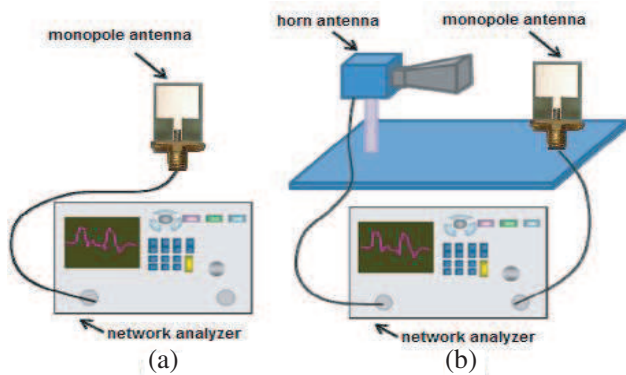 monopole antenna
network analyzer
(a)
horn antenna
monopole antenna
network analyzer
(b)